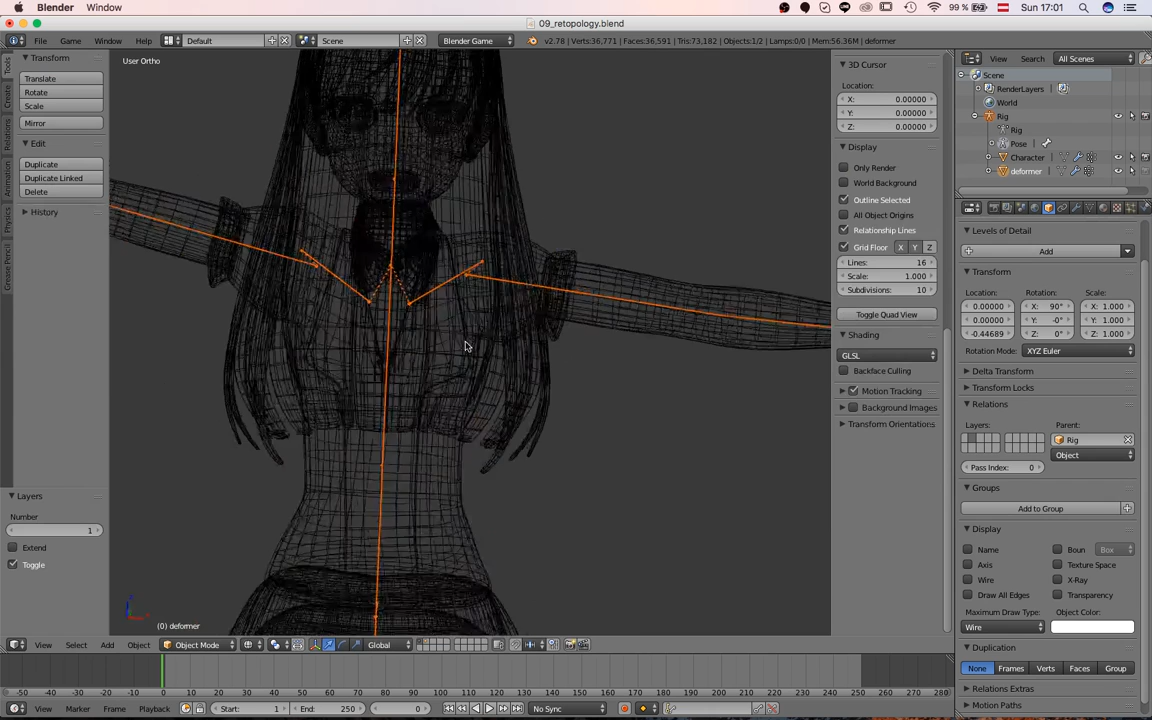 Blender Window 99 % Sun 17:01
09_retopology.blend
File Game Window Help Default Scene Blender Game v2.78 | Verts:36,771 | Faces:36,591 | Tris:73,182 | Objects:1/2 | Lamps:0/0 | Mem:56.36M | deformer
View Search All Scenes
Tools
Create
Relations
Animation
Physics
Grease Pencil
Transform
Translate
Rotate
Scale
Mirror
Edit
Duplicate
Duplicate Linked
Delete
History
Layers
Number
1
Extend
Toggle
User Ortho
(0) deformer
3D Cursor
Location:
X: 0.00000
Y: 0.00000
Z: 0.00000
Display
Only Render
World Background
Outline Selected
All Object Origins
Relationship Lines
Grid Floor X Y Z
Lines: 16
Scale: 1.000
Subdivisions: 10
Toggle Quad View
Shading
GLSL
Backface Culling
Motion Tracking
Background Images
Transform Orientations
Scene
RenderLayers
World
Rig
Rig
Pose
Character
deformer
Levels of Detail
Add
Transform
Location: Rotation: Scale:
0.00000 X: 90° X: 1.000
0.00000 Y: -0° Y: 1.000
-0.44689 Z: 0° Z: 1.000
Rotation Mode: XYZ Euler
Delta Transform
Transform Locks
Relations
Layers: Parent:
Rig
Object
Pass Index: 0
Groups
Add to Group
Display
Name Boun Box
Axis Texture Space
Wire X-Ray
Draw All Edges Transparency
Maximum Draw Type: Object Color:
Wire
Duplication
None Frames Verts Faces Group
Relations Extras
Motion Paths
View Select Add Object Object Mode Global
-50 -40 -30 -20 -10 0 10 20 30 40 50 60 70 80 90 100 110 120 130 140 150 160 170 180 190 200 210 220 230 240 250 260 270 280
View Marker Frame Playback Start: 1 End: 250 0 No Sync